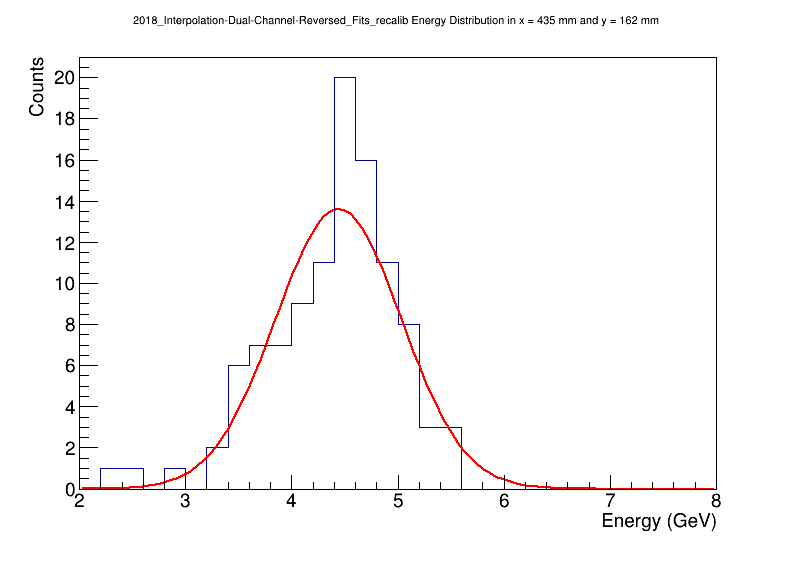 2018_Interpolation-Dual-Channel-Reversed_Fits_recalib Energy Distribution in x = 435 mm and y = 162 mm
Counts
20
18
16
14
12
10
8
6
4
2
0
2 3 4 5 6 7 8
Energy (GeV)